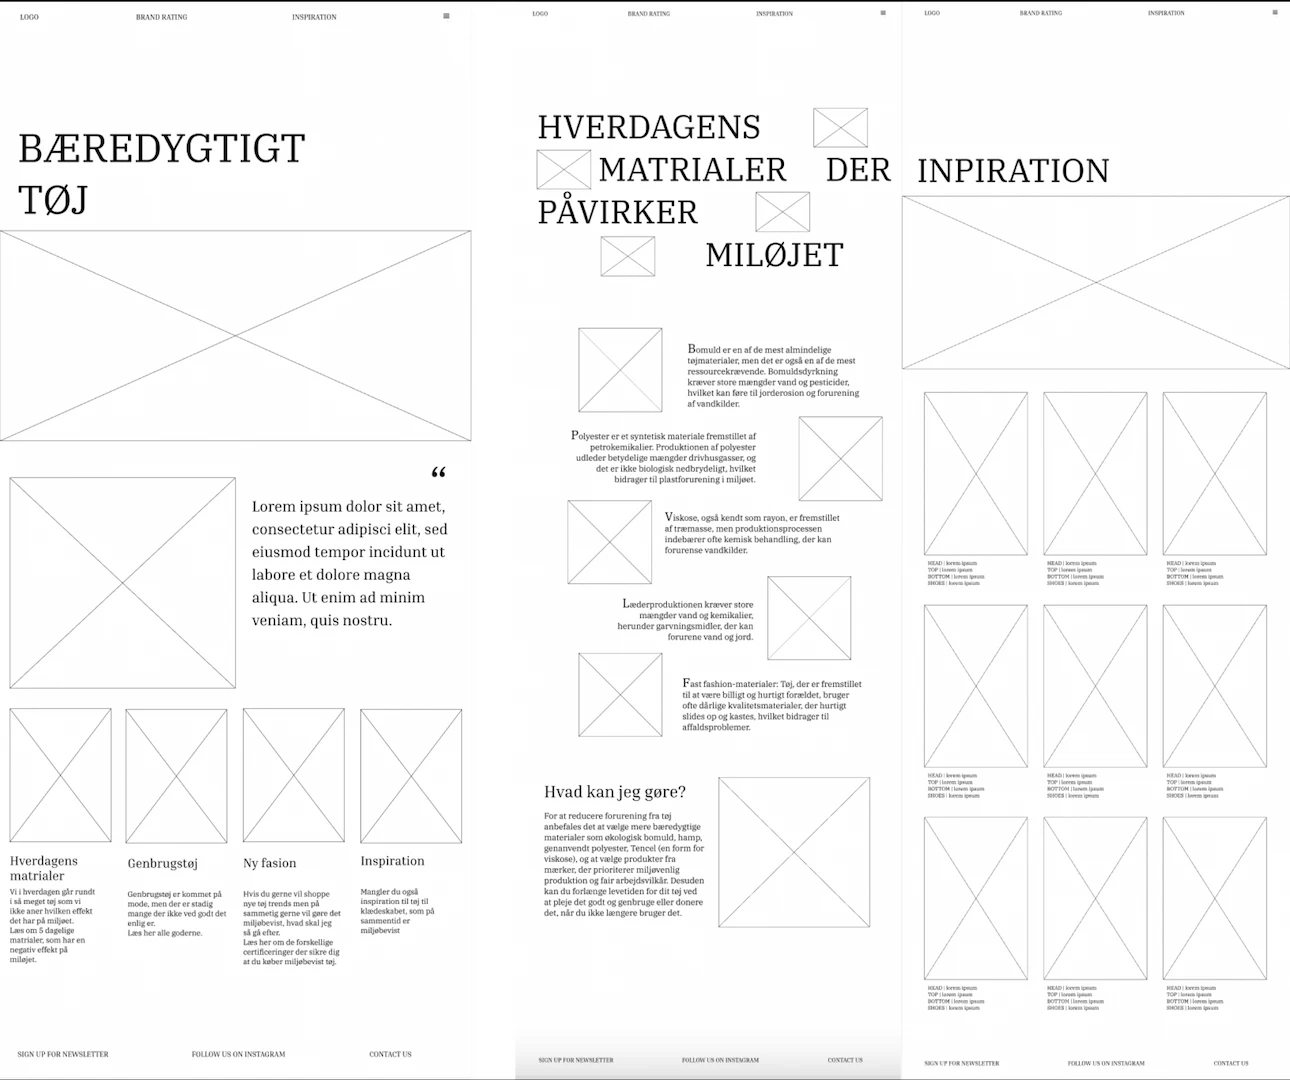 LOGO
BRAND RATING
INSPIRATION
BÆREDYGTIGT
TØJ
“
Lorem ipsum dolor sit amet,
consectetur adipisci elit, sed
eiusmod tempor incidunt ut
labore et dolore magna
aliqua. Ut enim ad minim
veniam, quis nostru.
Hverdagens
matrialer
Vi i hverdagen går rundt
i så meget tøj som vi
ikke aner hvilken effekt
det har på miljøet.
Læs om 5 dagelige
matrialer, som har en
negativ effekt på
miløjet.
Genbrugstøj
Genbrugstøj er kommet på
mode, men der er stadig
mange der ikke ved godt det
enlig er.
Læs her alle goderne.
Ny fasion
Hvis du gerne vil shoppe
nye tøj trends men på
sammetig gerne vil gøre det
miljøbevist, hvad skal jeg
så gå efter.
Læs her om de forskellige
certificeringer der sikre dig
at du køber miljøbevist tøj.
Inspiration
Mangler du også
inspiration til tøj til
klædeskabet, som på
sammentid er
miljøbevist
SIGN UP FOR NEWSLETTER
FOLLOW US ON INSTAGRAM
CONTACT US
LOGO
BRAND RATING
INSPIRATION
HVERDAGENS
MATRIALER DER
PÅVIRKER
MILØJET
Bomuld er en af de mest almindelige
tøjmaterialer, men det er også en af de mest
ressourcekrævende. Bomuldsdyrkning
kræver store mængder vand og pesticider,
hvilket kan føre til jorderosion og forurening
af vandkilder.
Polyester er et syntetisk materiale fremstillet af
petrokemikalier. Produktionen af polyester
udleder betydelige mængder drivhusgasser, og
det er ikke biologisk nedbrydeligt, hvilket
bidrager til plastforurening i miljøet.
Viskose, også kendt som rayon, er fremstillet
af træmasse, men produktionsprocessen
indebærer ofte kemisk behandling, der kan
forurense vandkilder.
Læderproduktionen kræver store
mængder vand og kemikalier,
herunder garvningsmidler, der kan
forurene vand og jord.
Fast fashion-materialer: Tøj, der er fremstillet
til at være billigt og hurtigt forældet, bruger
ofte dårlige kvalitetsmaterialer, der hurtigt
slides op og kastes, hvilket bidrager til
affaldsproblemer.
Hvad kan jeg gøre?
For at reducere forurening fra tøj
anbefales det at vælge mere bæredygtige
materialer som økologisk bomuld, hamp,
genanvendt polyester, Tencel (en form for
viskose), og at vælge produkter fra
mærker, der prioriterer miljøvenlig
produktion og fair arbejdsvilkår. Desuden
kan du forlænge levetiden for dit tøj ved
at pleje det godt og genbruge eller donere
det, når du ikke længere bruger det.
SIGN UP FOR NEWSLETTER
FOLLOW US ON INSTAGRAM
CONTACT US
LOGO
BRAND RATING
INSPIRATION
INPIRATION
HEAD | lorem ipsum
TOP | lorem ipsum
BOTTOM | lorem ipsum
SHOES | lorem ipsum
HEAD | lorem ipsum
TOP | lorem ipsum
BOTTOM | lorem ipsum
SHOES | lorem ipsum
HEAD | lorem ipsum
TOP | lorem ipsum
BOTTOM | lorem ipsum
SHOES | lorem ipsum
HEAD | lorem ipsum
TOP | lorem ipsum
BOTTOM | lorem ipsum
SHOES | lorem ipsum
HEAD | lorem ipsum
TOP | lorem ipsum
BOTTOM | lorem ipsum
SHOES | lorem ipsum
HEAD | lorem ipsum
TOP | lorem ipsum
BOTTOM | lorem ipsum
SHOES | lorem ipsum
HEAD | lorem ipsum
TOP | lorem ipsum
BOTTOM | lorem ipsum
SHOES | lorem ipsum
HEAD | lorem ipsum
TOP | lorem ipsum
BOTTOM | lorem ipsum
SHOES | lorem ipsum
HEAD | lorem ipsum
TOP | lorem ipsum
BOTTOM | lorem ipsum
SHOES | lorem ipsum
SIGN UP FOR NEWSLETTER
FOLLOW US ON INSTAGRAM
CONTACT US